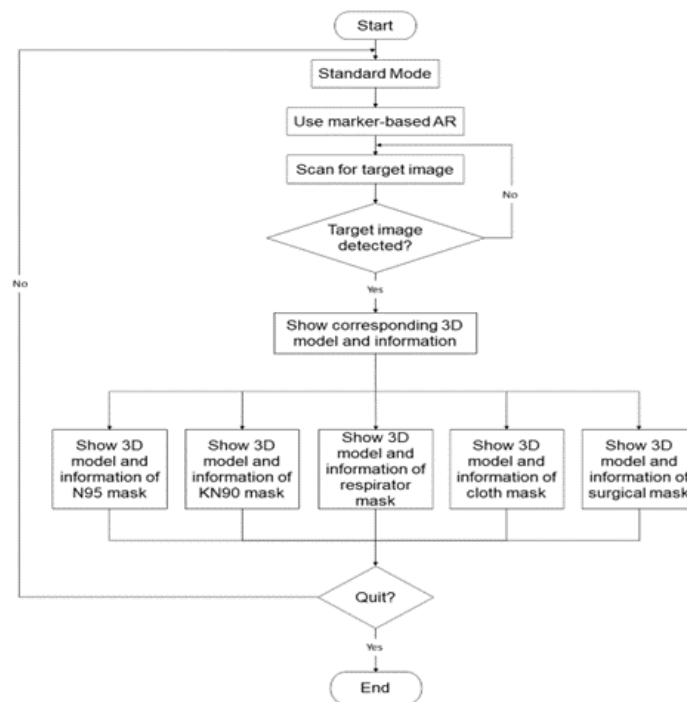 Start
Standard Mode
Use marker-based AR
Scan for target image
No
Target image
detected?
No
Yes
Show corresponding 3D
model and information
Show 3D
model and
information of
N95 mask
Show 3D
model and
information of
KN90 mask
Show 3D
model and
information of
respirator
mask
Show 3D
model and
information of
cloth mask
Show 3D
model and
information of
surgical mask
Quit?
Yes
End